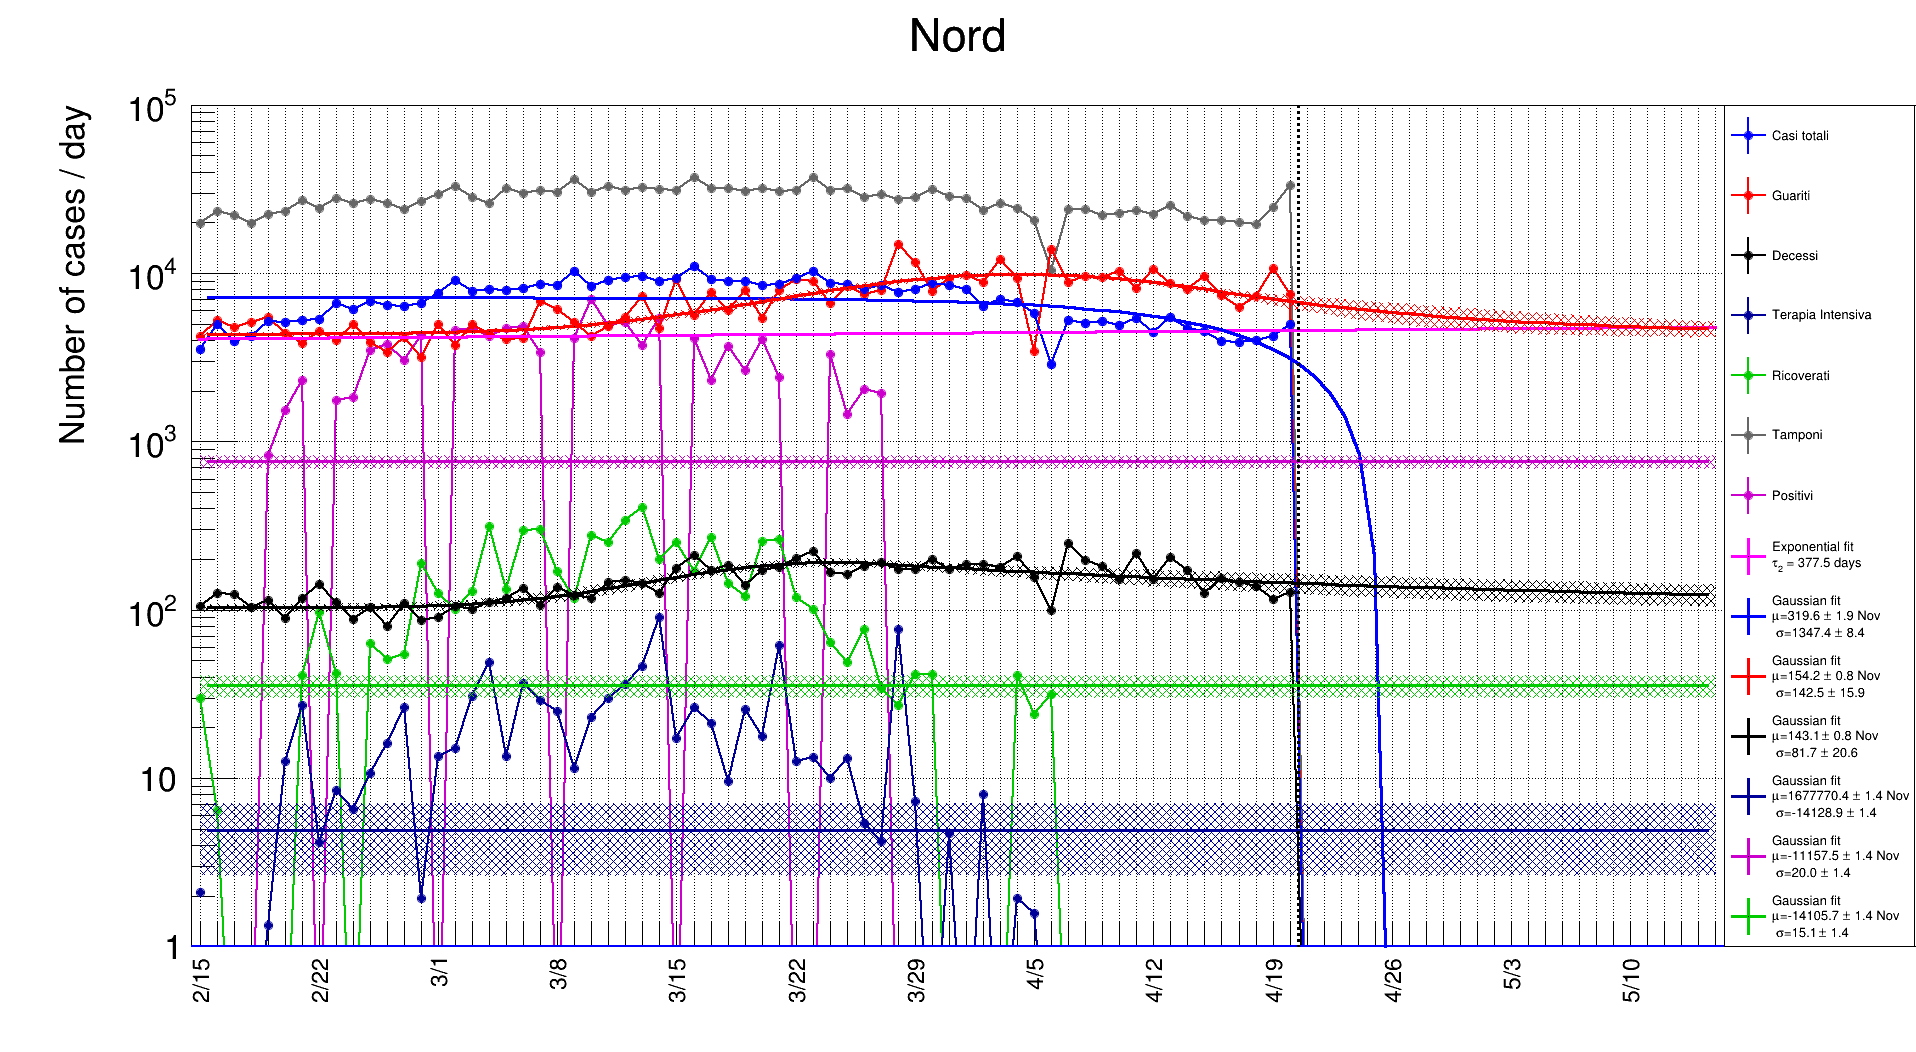 Nord
Number of cases / day
10^5
10^4
10^3
10^2
10
1
2/15
2/22
3/1
3/8
3/15
3/22
3/29
4/5
4/12
4/19
4/26
5/3
5/10
Casi totali
Guariti
Decessi
Terapia Intensiva
Ricoverati
Tamponi
Positivi
Exponential fit
τ₂ = 377.5 days
Gaussian fit
μ=319.6 ± 1.9 Nov
σ=1347.4 ± 8.4
Gaussian fit
μ=154.2 ± 0.8 Nov
σ=142.5 ± 15.9
Gaussian fit
μ=143.1 ± 0.8 Nov
σ=81.7 ± 20.6
Gaussian fit
μ=1677770.4 ± 1.4 Nov
σ=-14128.9 ± 1.4
Gaussian fit
μ=-11157.5 ± 1.4 Nov
σ=20.0 ± 1.4
Gaussian fit
μ=-14105.7 ± 1.4 Nov
σ=15.1 ± 1.4